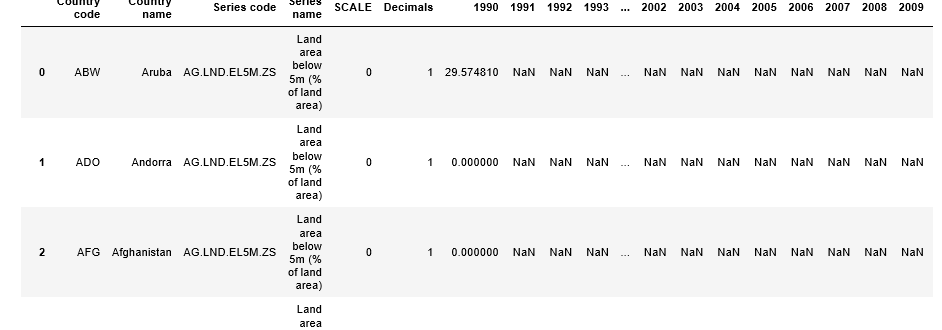 Country code Country name Series code Series name SCALE Decimals 1990 1991 1992 1993 ... 2002 2003 2004 2005 2006 2007 2008 2009
0 ABW Aruba AG.LND.EL5M.ZS Land area below 5m (% of land area) 0 1 29.574810 NaN NaN NaN ... NaN NaN NaN NaN NaN NaN NaN NaN
1 ADO Andorra AG.LND.EL5M.ZS Land area below 5m (% of land area) 0 1 0.000000 NaN NaN NaN ... NaN NaN NaN NaN NaN NaN NaN NaN
2 AFG Afghanistan AG.LND.EL5M.ZS Land area below 5m (% of land area) 0 1 0.000000 NaN NaN NaN ... NaN NaN NaN NaN NaN NaN NaN NaN
Land area